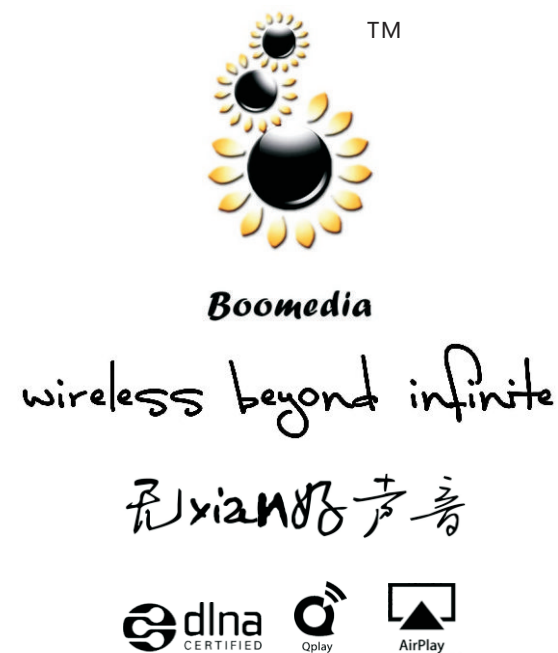 TM
Boomedia
wireless beyond infinite
无xian好声音
dlna
CERTIFIED
Qplay
AirPlay